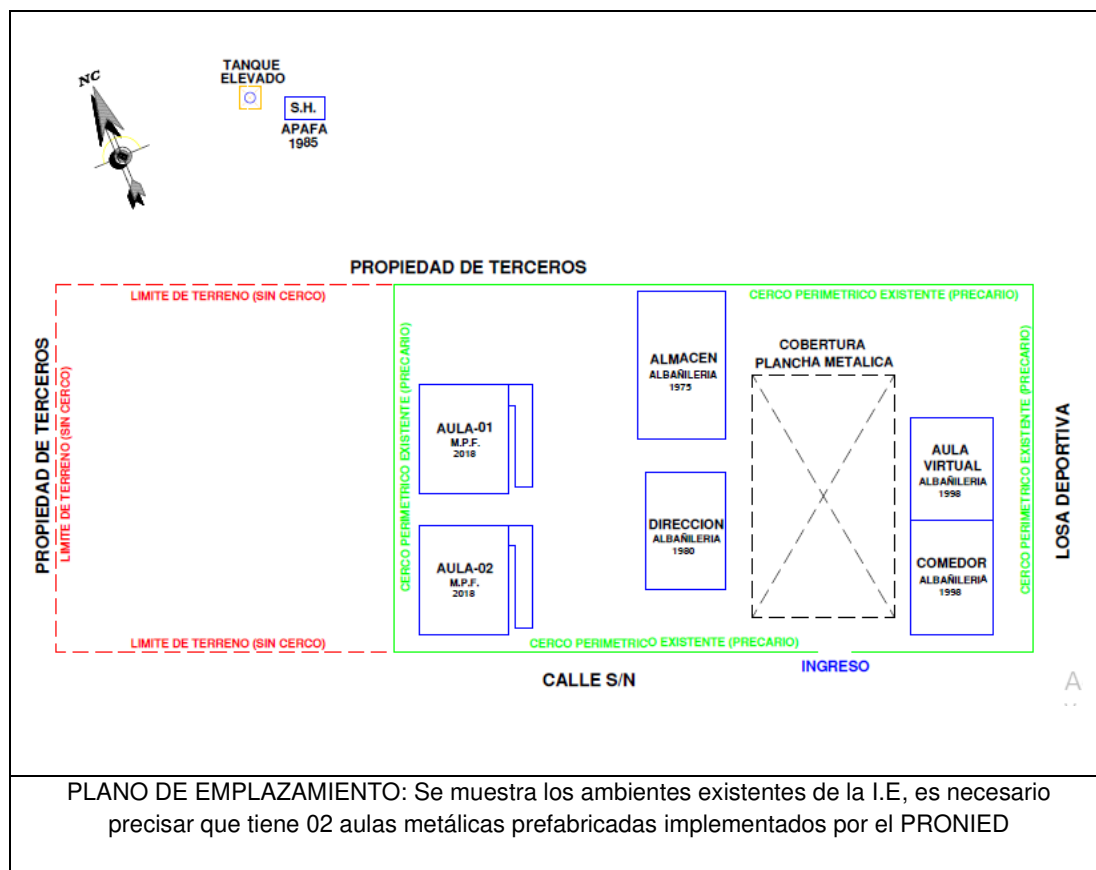 NC
TANQUE
ELEVADO
S.H.
APAFA
1985
PROPIEDAD DE TERCEROS
LIMITE DE TERRENO (SIN CERCO)
CERCO PERIMETRICO EXISTENTE (PRECARIO)
PROPIEDAD DE TERCEROS
LIMITE DE TERRENO (SIN CERCO)
CERCO PERIMETRICO EXISTENTE (PRECARIO)
AULA-01
M.P.F.
2018
AULA-02
M.P.F.
2018
ALMACEN
ALBAÑILERIA
1975
DIRECCION
ALBAÑILERIA
1980
COBERTURA
PLANCHA METALICA
AULA
VIRTUAL
ALBAÑILERIA
1998
COMEDOR
ALBAÑILERIA
1998
CERCO PERIMETRICO EXISTENTE (PRECARIO)
LOSA DEPORTIVA
LIMITE DE TERRENO (SIN CERCO)
CERCO PERIMETRICO EXISTENTE (PRECARIO)
INGRESO
CALLE S/N
A
PLANO DE EMPLAZAMIENTO: Se muestra los ambientes existentes de la I.E, es necesario
precisar que tiene 02 aulas metálicas prefabricadas implementados por el PRONIED